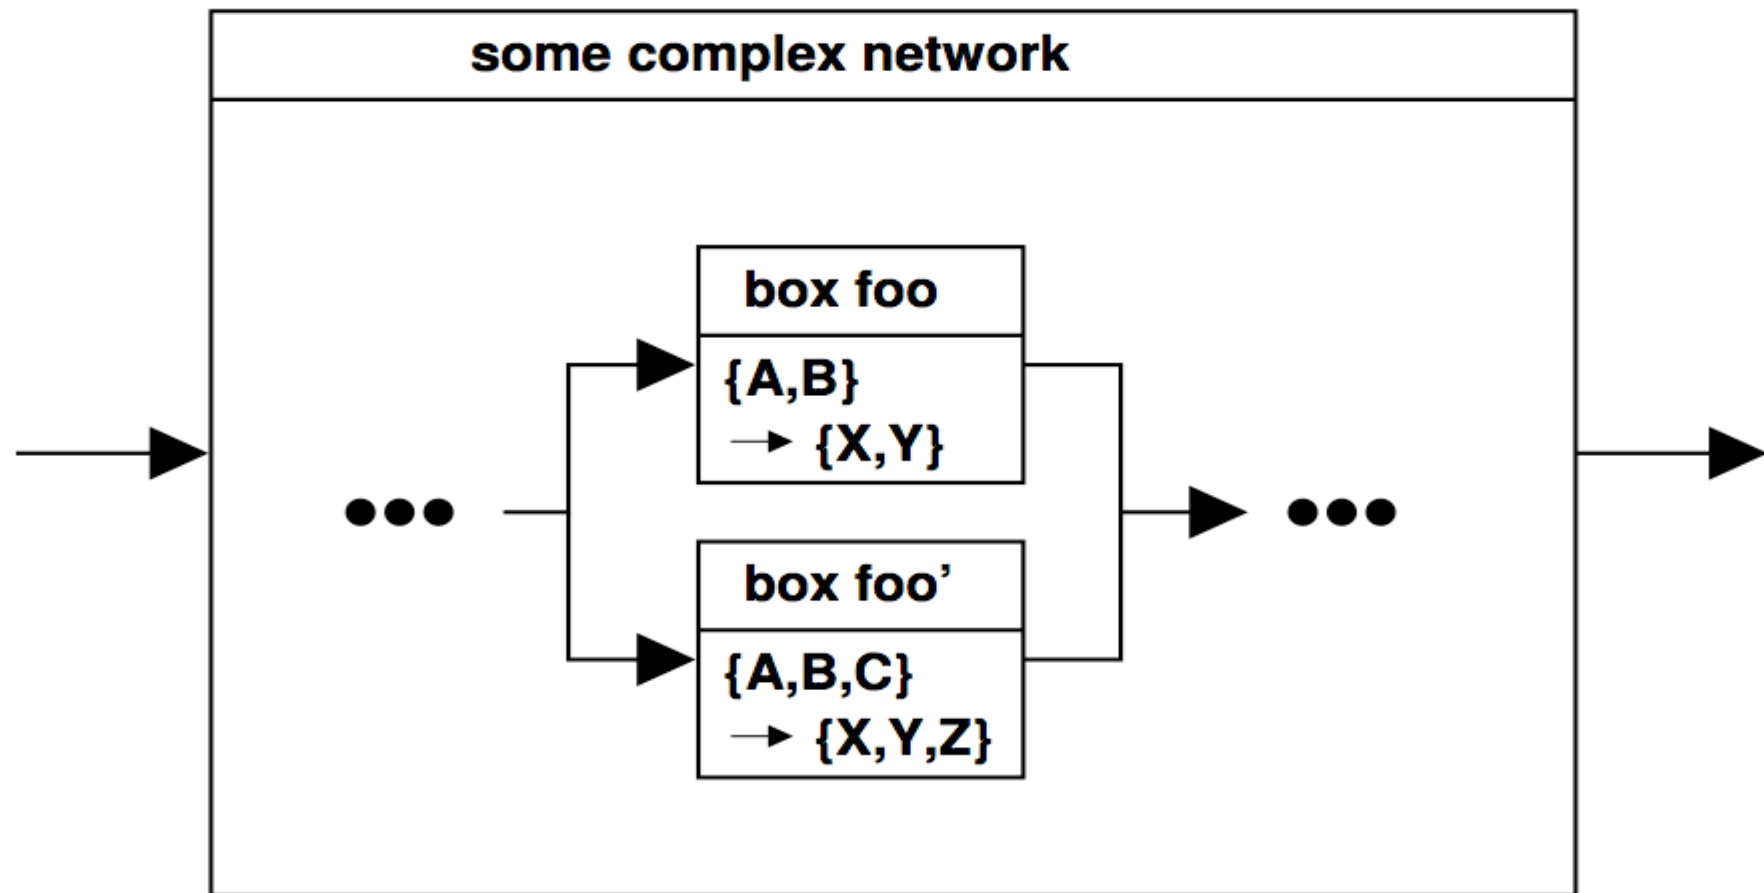 some complex network
box foo
{A,B}
→ {X,Y}
box foo’
{A,B,C}
→ {X,Y,Z}